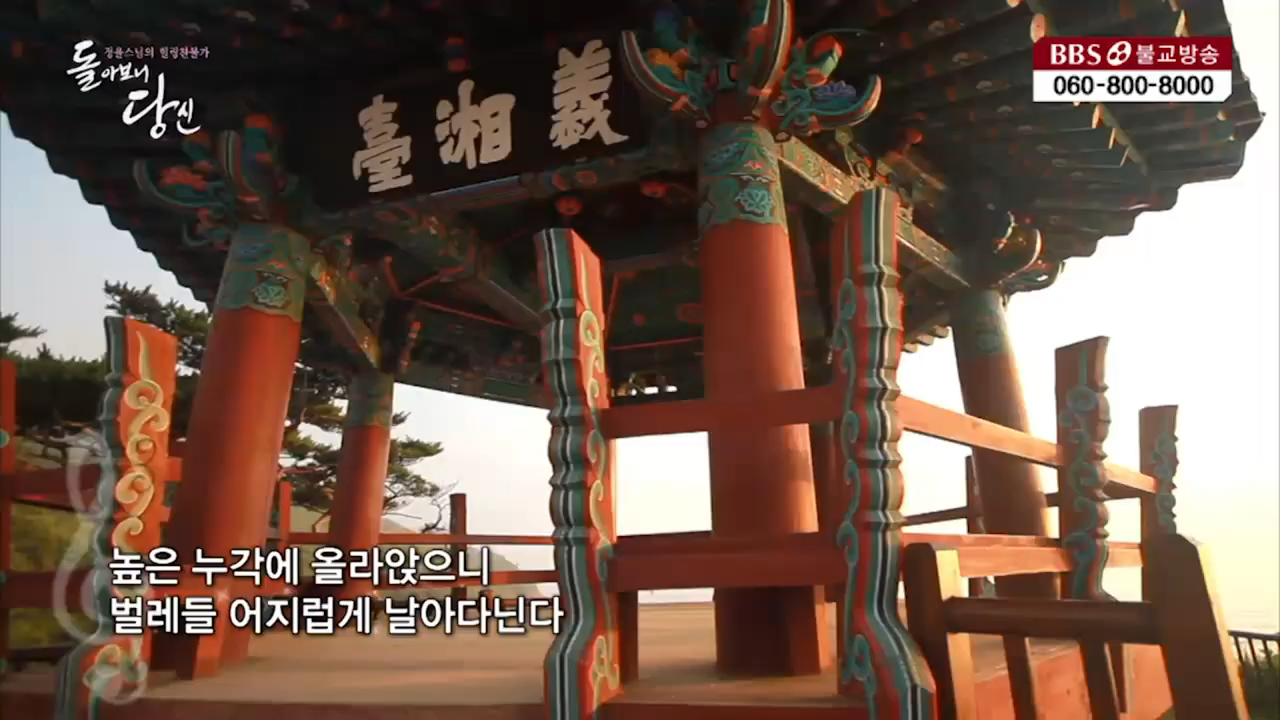 정율스님의 힐링찬불가
돌아보니
당신
BBS 불교방송
060-800-8000
臺湘義
높은 누각에 올라앉으니
벌레들 어지럽게 날아다닌다